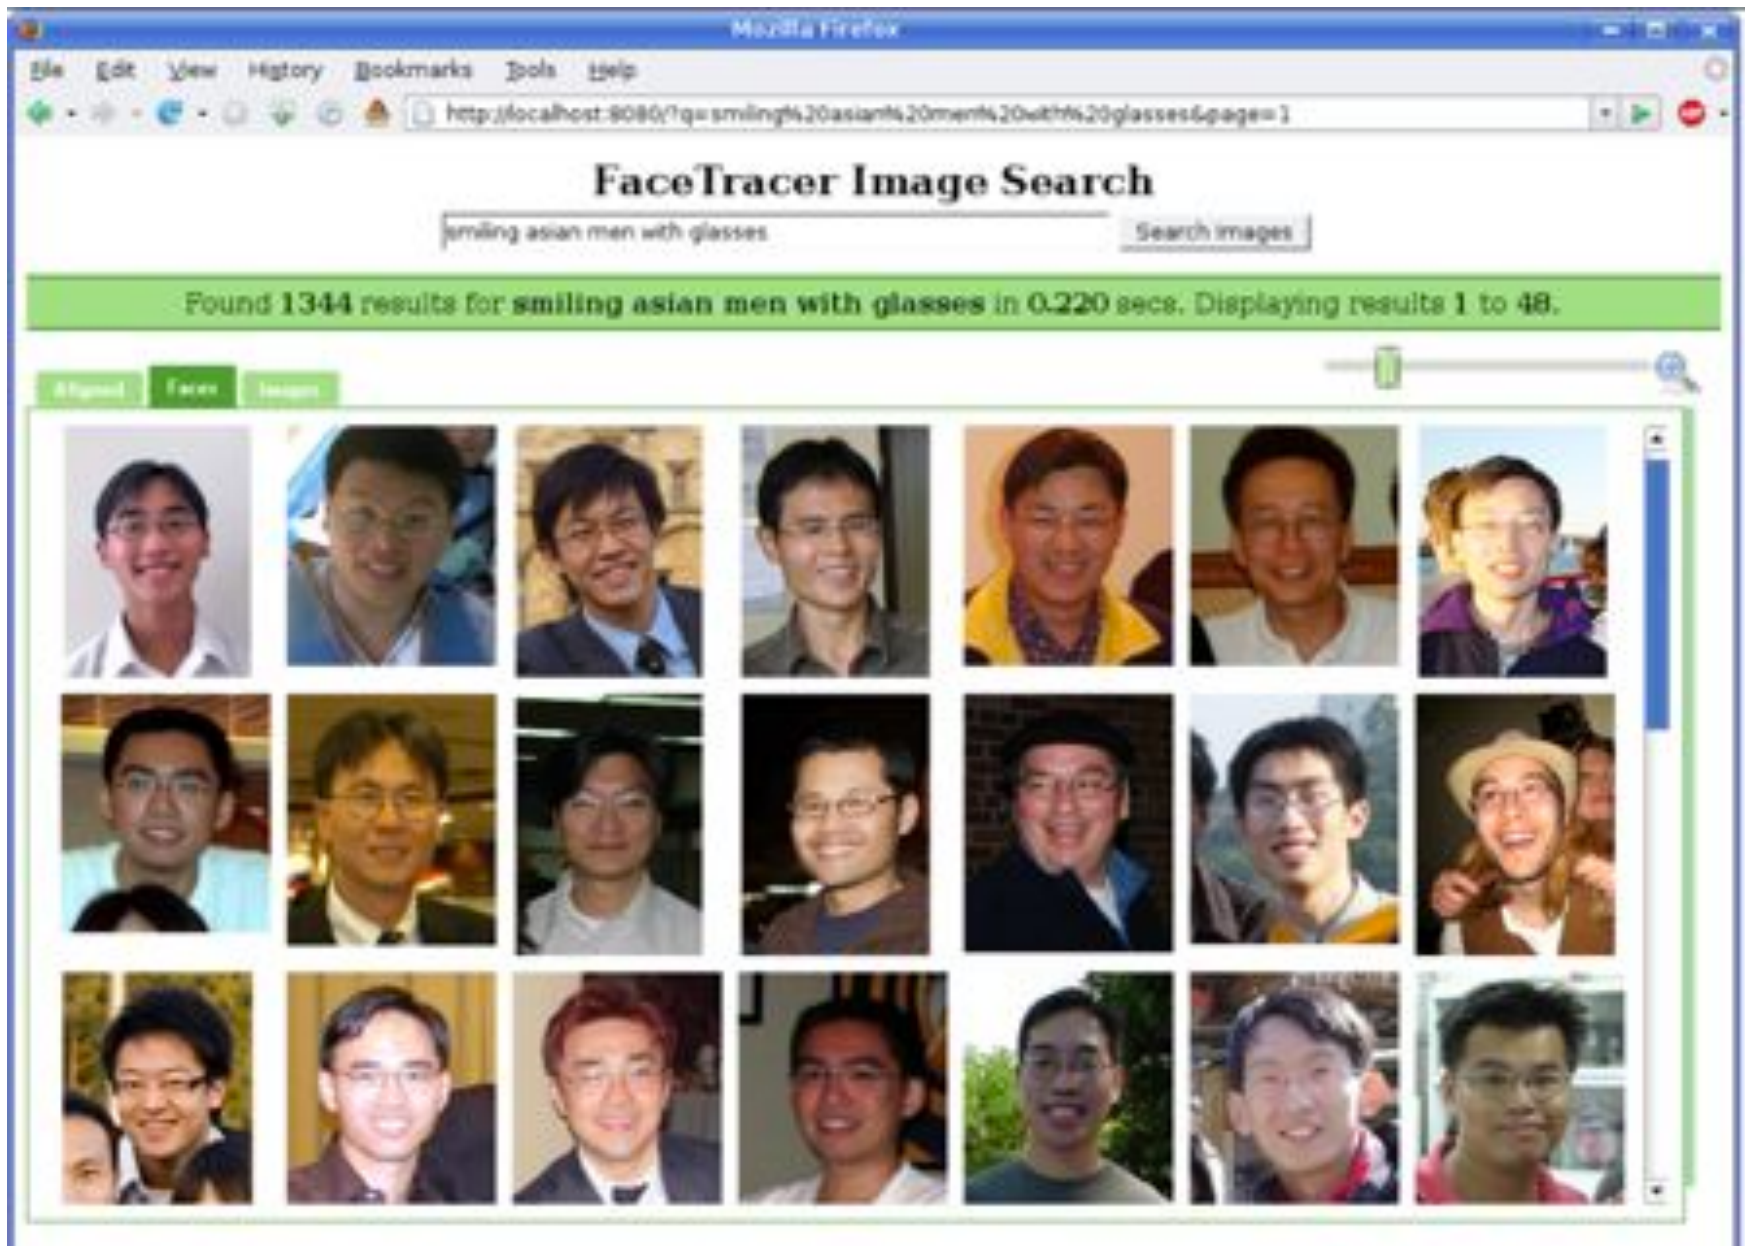 Mozilla Firefox
File Edit View History Bookmarks Tools Help
http://localhost:8080/?q=smiling%20asian%20men%20with%20glasses&page=1
FaceTracer Image Search
smiling asian men with glasses Search Images
Found 1344 results for smiling asian men with glasses in 0.220 secs. Displaying results 1 to 48.
Aligned Faces Images